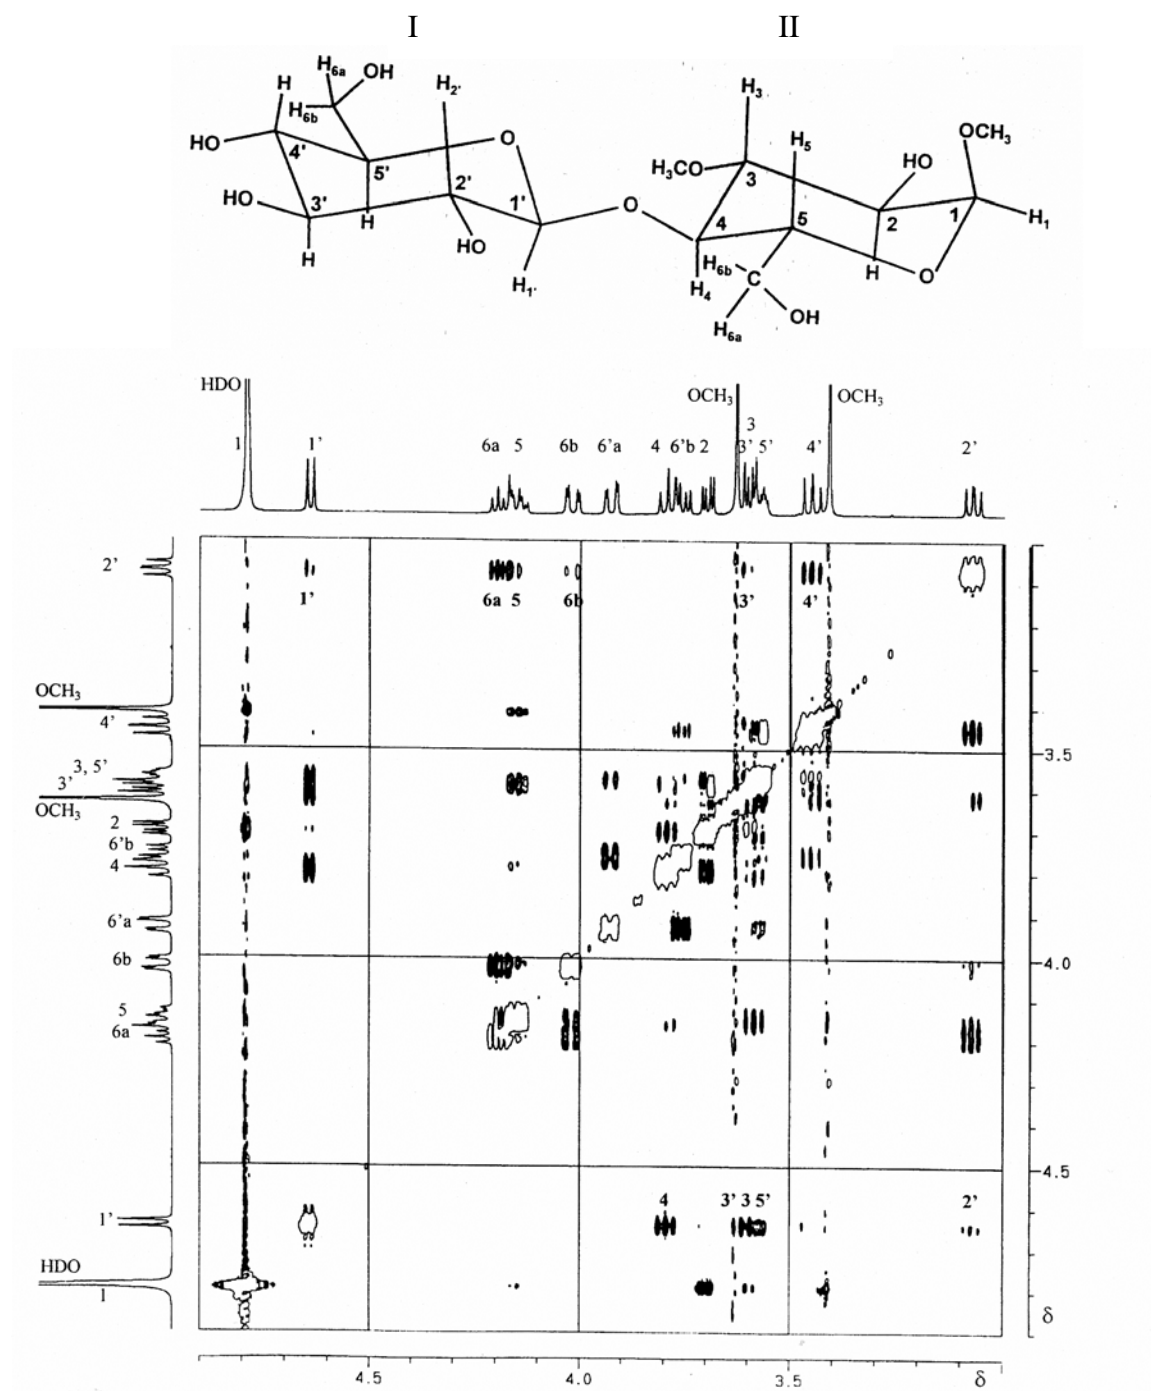 I II
H6a OH
H
H6b
H2'
HO
4'
O
5'
HO
3'
H
2'
1'
H
HO
H1'
O
H3
OCH3
H5
HO
H3CO
3
4
5
2
1
H1
H6b
H4
C
H
O
OH
H6a
HDO
OCH3
OCH3
1 1' 6a 5 6b 6'a 4 6'b 2 3' 3 5' 4' 2'
2'
1' 6a 5 6b 3' 4'
OCH3
4'
3.5
3, 5'
3'
OCH3
2
6'b
4
6'a
6b
4.0
5
6a
4.5
4 3' 3 5' 2'
1'
HDO
1
δ
4.5 4.0 3.5 δ